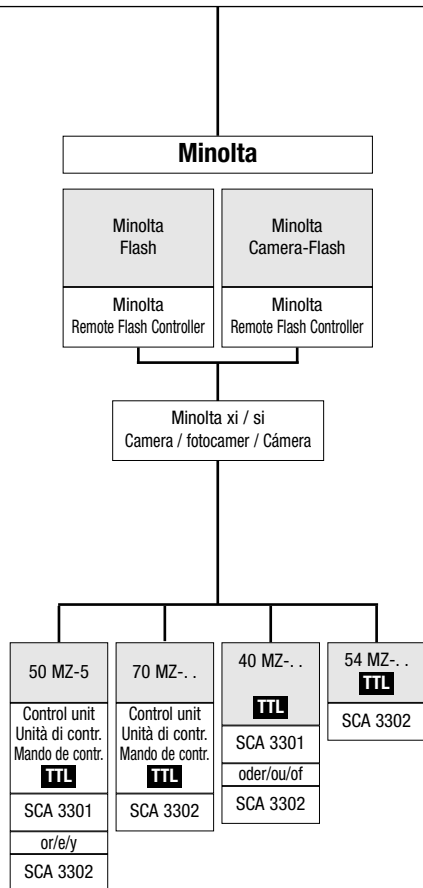 Minolta
Minolta
Flash
Minolta
Remote Flash Controller
Minolta
Camera-Flash
Minolta
Remote Flash Controller
Minolta xi / si
Camera / fotocamer / Cámera
50 MZ-5
Control unit
Unità di contr.
Mando de contr.
TTL
SCA 3301
or/e/y
SCA 3302
70 MZ-. .
Control unit
Unità di contr.
Mando de contr.
TTL
SCA 3302
40 MZ-. .
TTL
SCA 3301
oder/ou/of
SCA 3302
54 MZ-. .
TTL
SCA 3302